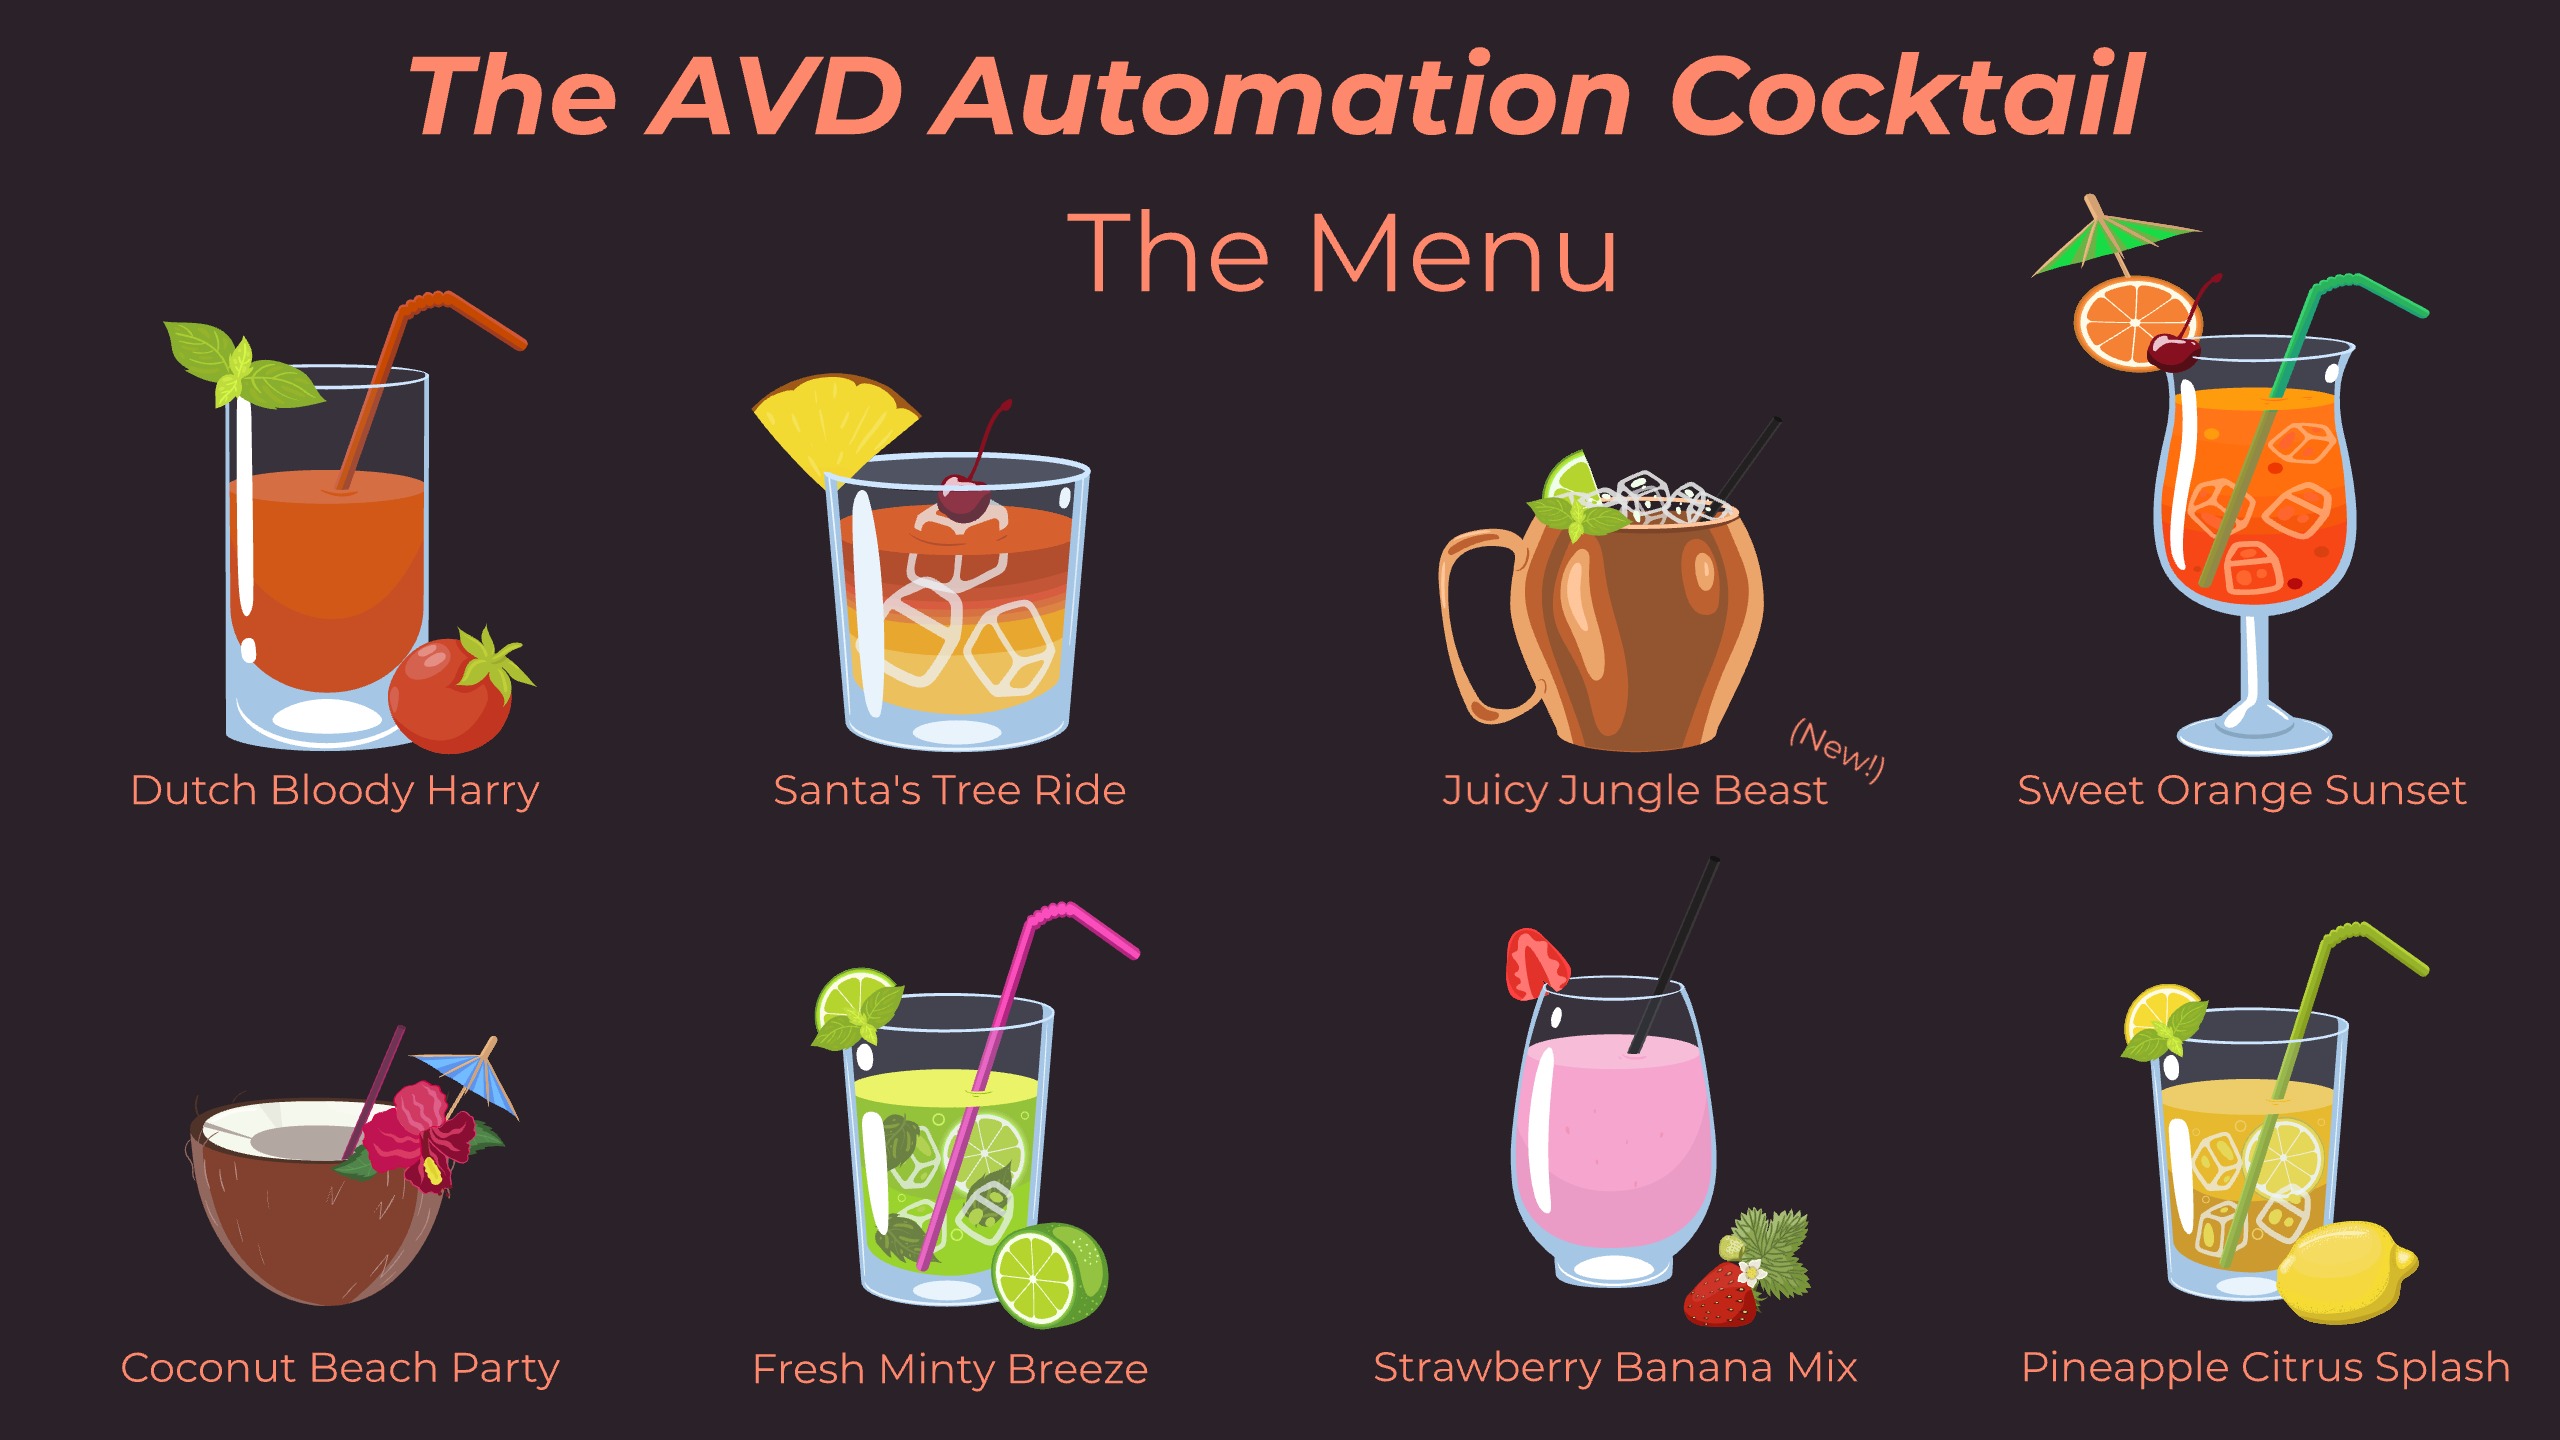 The AVD Automation Cocktail
The Menu
Dutch Bloody Harry
Santa's Tree Ride
Juicy Jungle Beast
(New!)
Sweet Orange Sunset
Coconut Beach Party
Fresh Minty Breeze
Strawberry Banana Mix
Pineapple Citrus Splash